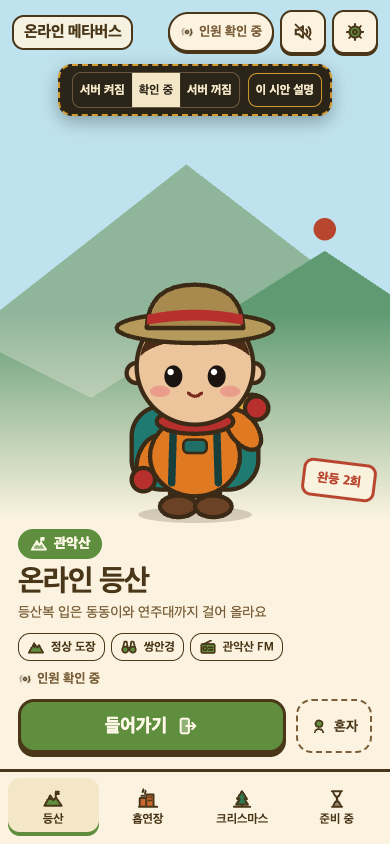 온라인 메타버스
인원 확인 중
서버 켜짐
확인 중
서버 꺼짐
이 시안 설명
완등 2회
관악산
온라인 등산
등산복 입은 동동이와 연주대까지 걸어 올라요
정상 도장
쌍안경
관악산 FM
인원 확인 중
들어가기
혼자
등산
흡연장
크리스마스
준비 중